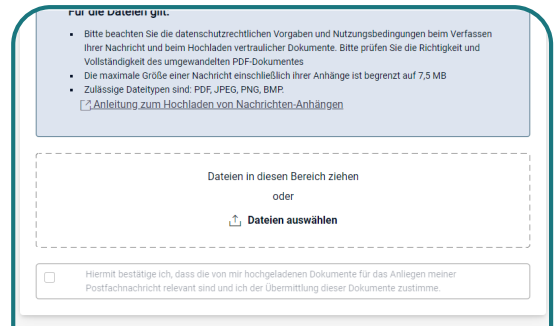 Für die Dateien gilt:
Bitte beachten Sie die datenschutzrechtlichen Vorgaben und Nutzungsbedingungen beim Verfassen
Ihrer Nachricht und beim Hochladen vertraulicher Dokumente. Bitte prüfen Sie die Richtigkeit und
Vollständigkeit des umgewandelten PDF-Dokumentes
Die maximale Größe einer Nachricht einschließlich ihrer Anhänge ist begrenzt auf 7,5 MB
Zulässige Dateitypen sind: PDF, JPEG, PNG, BMP.
Anleitung zum Hochladen von Nachrichten-Anhängen
Dateien in diesen Bereich ziehen
oder
Dateien auswählen
Hiermit bestätige ich, dass die von mir hochgeladenen Dokumente für das Anliegen meiner
Postfachnachricht relevant sind und ich der Übermittlung dieser Dokumente zustimme.